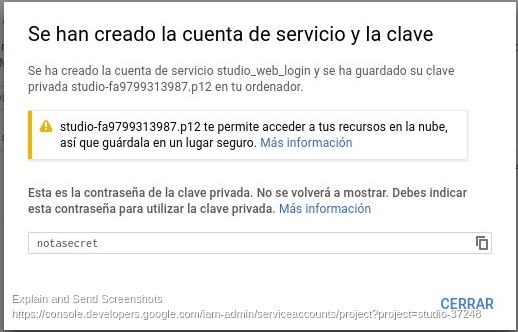 Se han creado la cuenta de servicio y la clave
Se ha creado la cuenta de servicio studio_web_login y se ha guardado su clave
privada studio-fa9799313987.p12 en tu ordenador.
studio-fa9799313987.p12 te permite acceder a tus recursos en la nube,
así que guárdala en un lugar seguro. Más información
Esta es la contraseña de la clave privada. No se volverá a mostrar. Debes indicar
esta contraseña para utilizar la clave privada. Más información
notasecret
CERRAR
Explain and Send Screenshots
https://console.developers.google.com/iam-admin/serviceaccounts/project?project=studio-37248